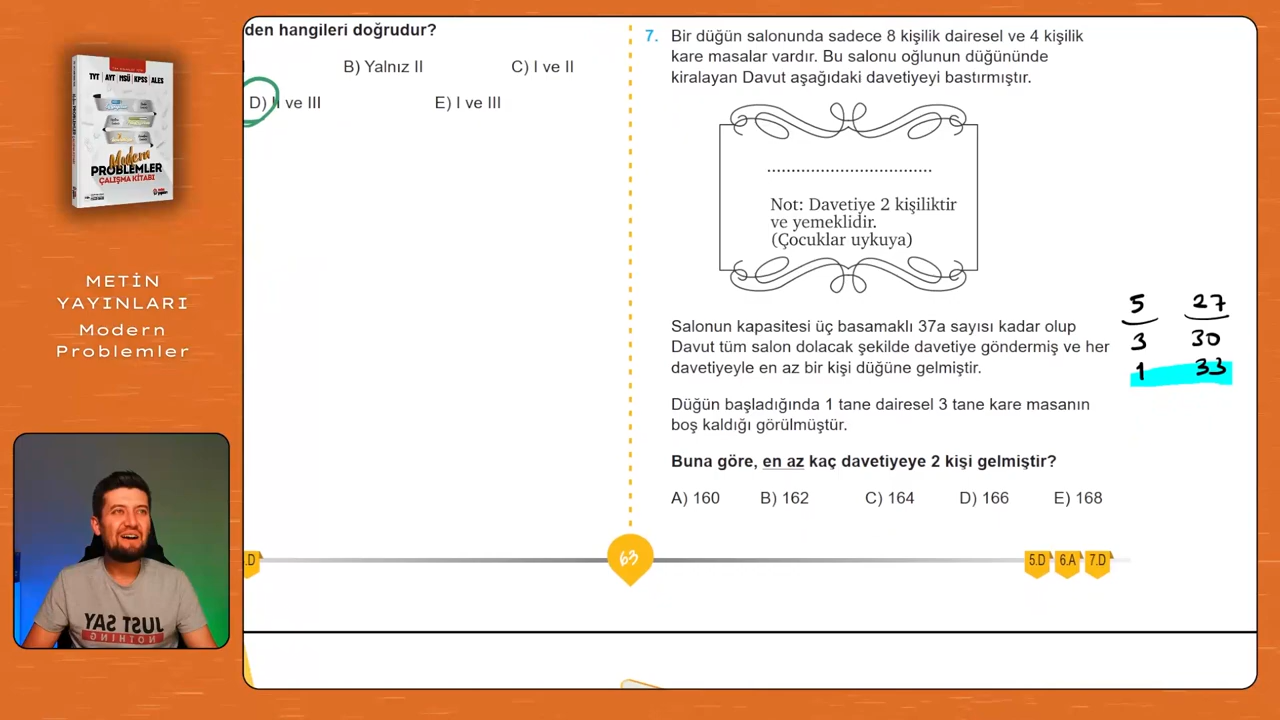 TYT | AYT | MSÜ | KPSS | ALES
Modern
PROBLEMLER
ÇALIŞMA KİTABI
METİN
YAYINLARI
Modern
Problemler
JUST SAY
NOTHING
den hangileri doğrudur?
B) Yalnız II
C) I ve II
D) II ve III
E) I ve III
7. Bir düğün salonunda sadece 8 kişilik dairesel ve 4 kişilik
kare masalar vardır. Bu salonu oğlunun düğününde
kiralayan Davut aşağıdaki davetiyeyi bastırmıştır.
.................................
Not: Davetiye 2 kişiliktir
ve yemeklidir.
(Çocuklar uykuya)
Salonun kapasitesi üç basamaklı 37a sayısı kadar olup
Davut tüm salon dolacak şekilde davetiye göndermiş ve her
davetiyeyle en az bir kişi düğüne gelmiştir.
Düğün başladığında 1 tane dairesel 3 tane kare masanın
boş kaldığı görülmüştür.
Buna göre, en az kaç davetiyeye 2 kişi gelmiştir?
A) 160 B) 162 C) 164 D) 166 E) 168
5 27
3 30
1 33
.D
63
5.D 6.A 7.D